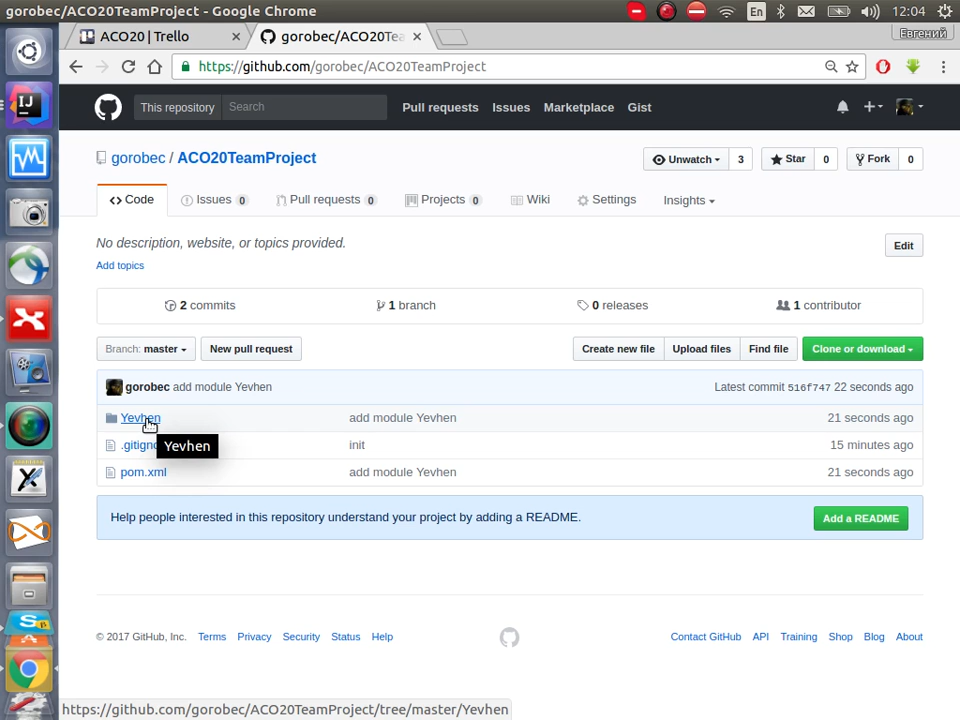 gorobec/ACO20TeamProject - Google Chrome
En
12:04
ACO20 | Trello
gorobec/ACO20Tea
Евгений
https://github.com/gorobec/ACO20TeamProject
This repository
Search
Pull requests
Issues
Marketplace
Gist
gorobec / ACO20TeamProject
Unwatch
3
Star
0
Fork
0
Code
Issues 0
Pull requests 0
Projects 0
Wiki
Settings
Insights
No description, website, or topics provided.
Edit
Add topics
2 commits
1 branch
0 releases
1 contributor
Branch: master
New pull request
Create new file
Upload files
Find file
Clone or download
gorobec add module Yevhen
Latest commit 516f747 22 seconds ago
Yevhen
add module Yevhen
21 seconds ago
Yevhen
.gitigno
init
15 minutes ago
pom.xml
add module Yevhen
21 seconds ago
Help people interested in this repository understand your project by adding a README.
Add a README
© 2017 GitHub, Inc.
Terms
Privacy
Security
Status
Help
Contact GitHub
API
Training
Shop
Blog
About
https://github.com/gorobec/ACO20TeamProject/tree/master/Yevhen